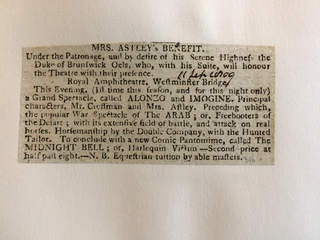 MRS. ASTLEY's BENEFIT.
Under the Patronage, and by desire of his Serene Highness the
Duke of Brunswick Oels, who, with his Suite, will honour
the Theatre with their presence.
Royal Amphitheatre, Westminster Bridge,
This Evening, (1st time this season, and for this night only)
a Grand Spectacle, called ALONZO and IMOGINE. Principal
characters, Mr. Crossman and Mrs. Astley. Preceding which,
the popular War Spectacle of The ARAB; or, Freebooters of
the Desart; with its extensive field of battle, and attack on real
horses. Horsemanship by the Double Company, with the Hunted
Tailor. To conclude with a new Comic Pantomime, called The
MIDNIGHT BELL; or, Harlequin Victim—Second price at
half past eight.—N. B. Equestrian tuition by able masters.